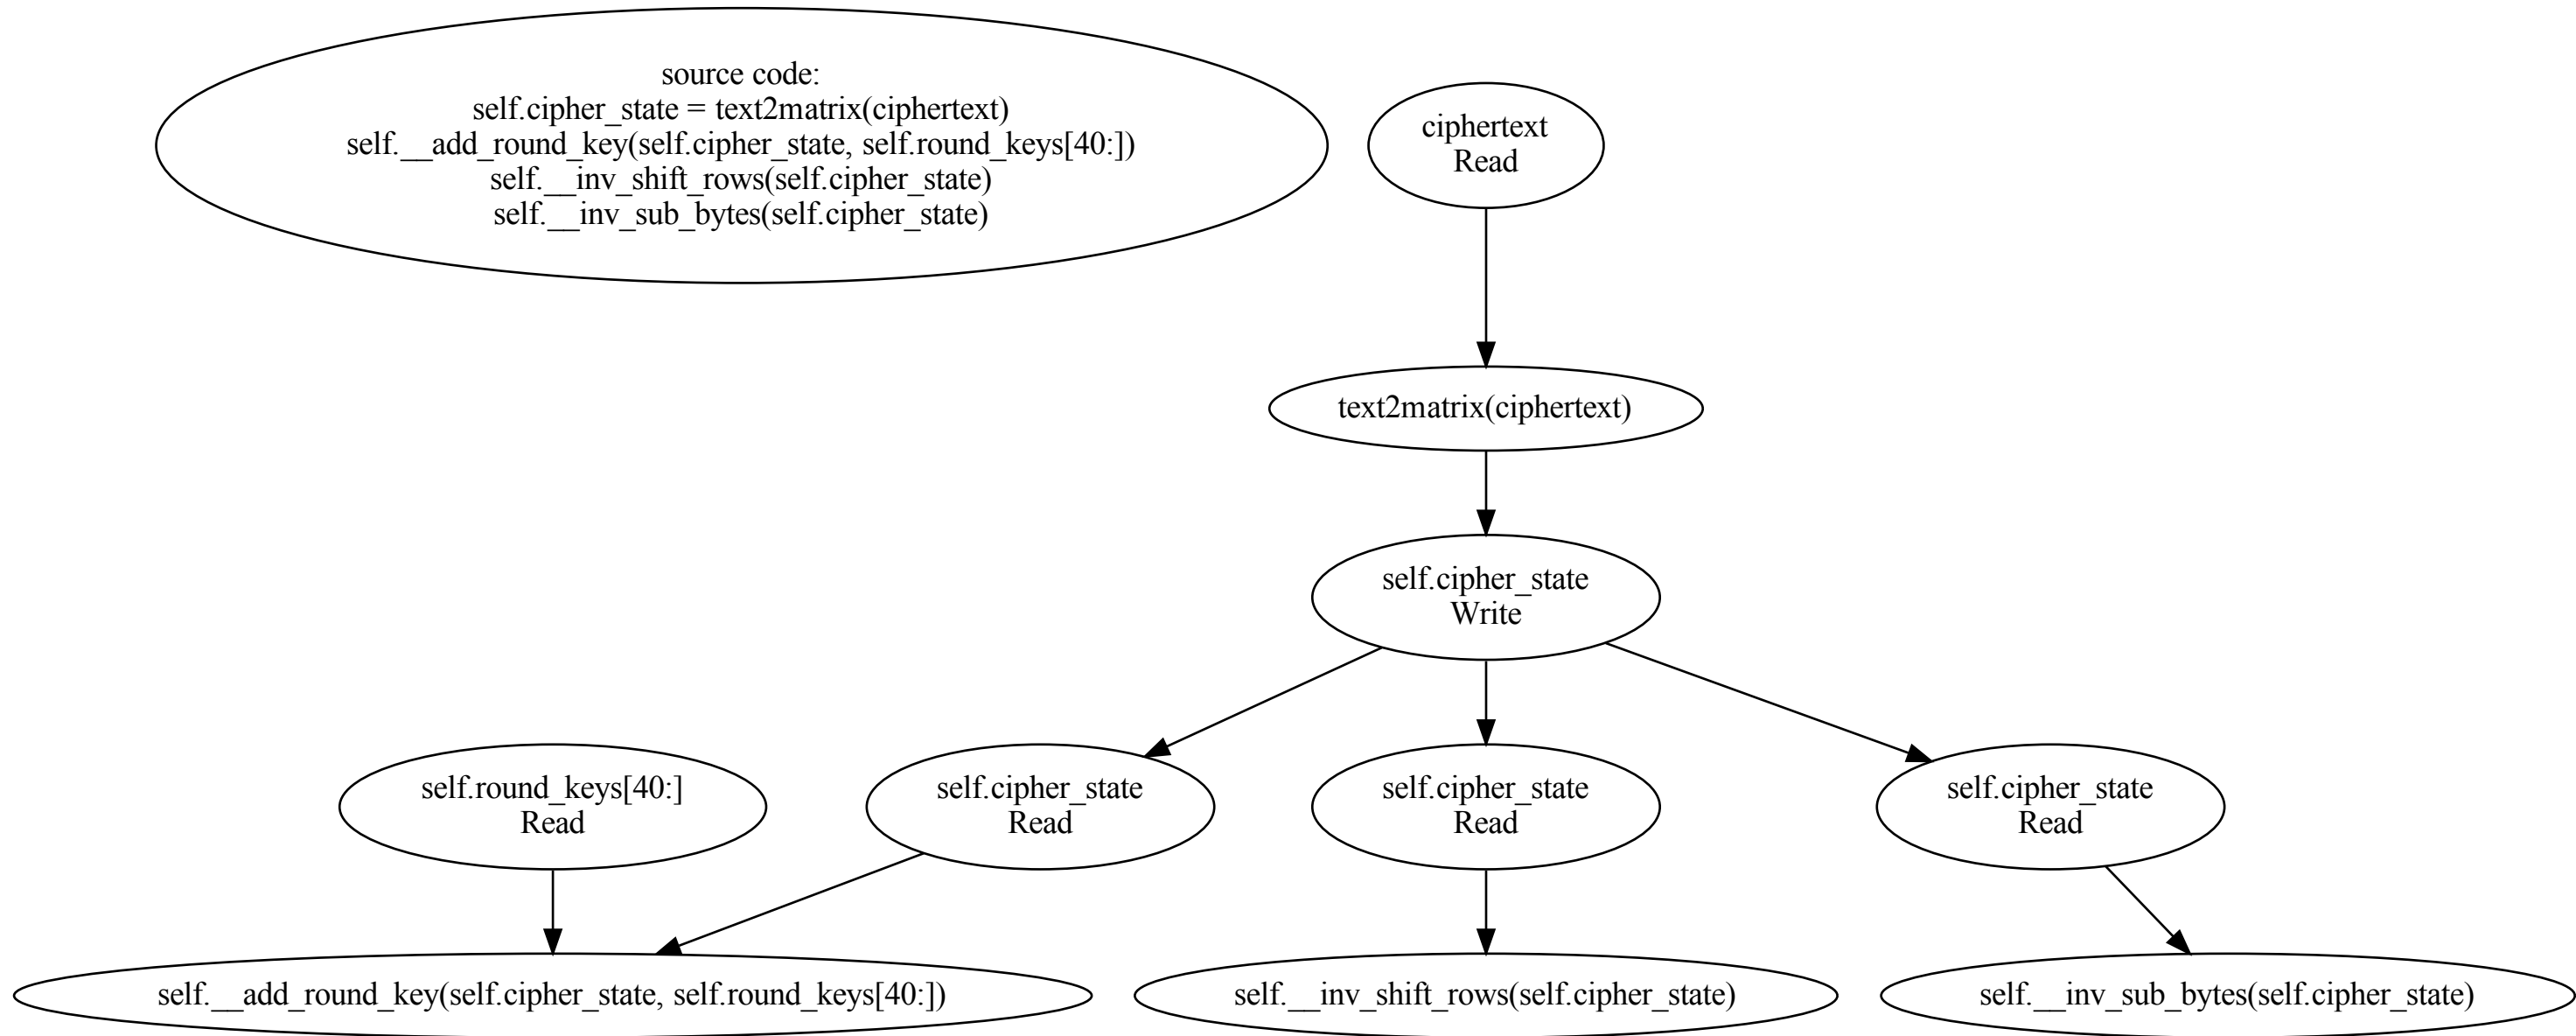 source code:
self.cipher_state = text2matrix(ciphertext)
self.__add_round_key(self.cipher_state, self.round_keys[40:])
self.__inv_shift_rows(self.cipher_state)
self.__inv_sub_bytes(self.cipher_state)
ciphertext
Read
text2matrix(ciphertext)
self.cipher_state
Write
self.round_keys[40:]
Read
self.cipher_state
Read
self.cipher_state
Read
self.cipher_state
Read
self.__add_round_key(self.cipher_state, self.round_keys[40:])
self.__inv_shift_rows(self.cipher_state)
self.__inv_sub_bytes(self.cipher_state)